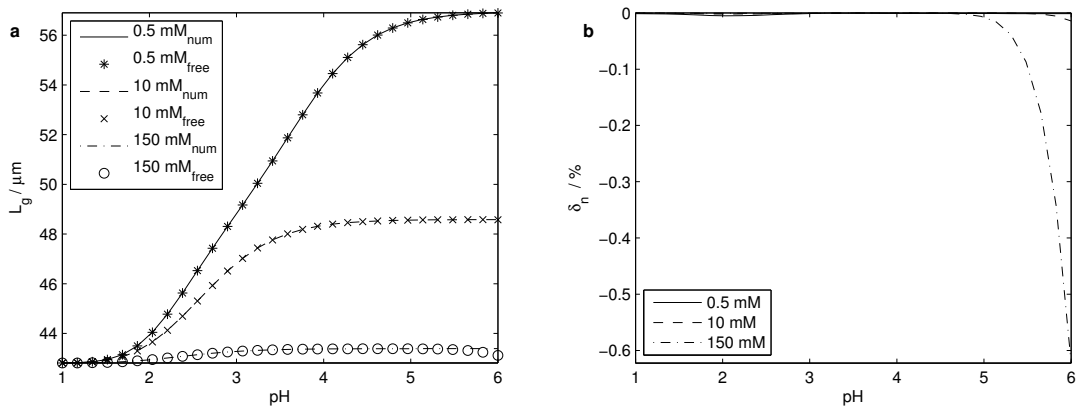 a
L_g / μm
56
54
52
50
48
46
44
0.5 mM_num
0.5 mM_free
10 mM_num
10 mM_free
150 mM_num
150 mM_free
1 2 3 4 5 6
pH
b
δ_n / %
0
−0.1
−0.2
−0.3
−0.4
−0.5
−0.6
0.5 mM
10 mM
150 mM
1 2 3 4 5 6
pH